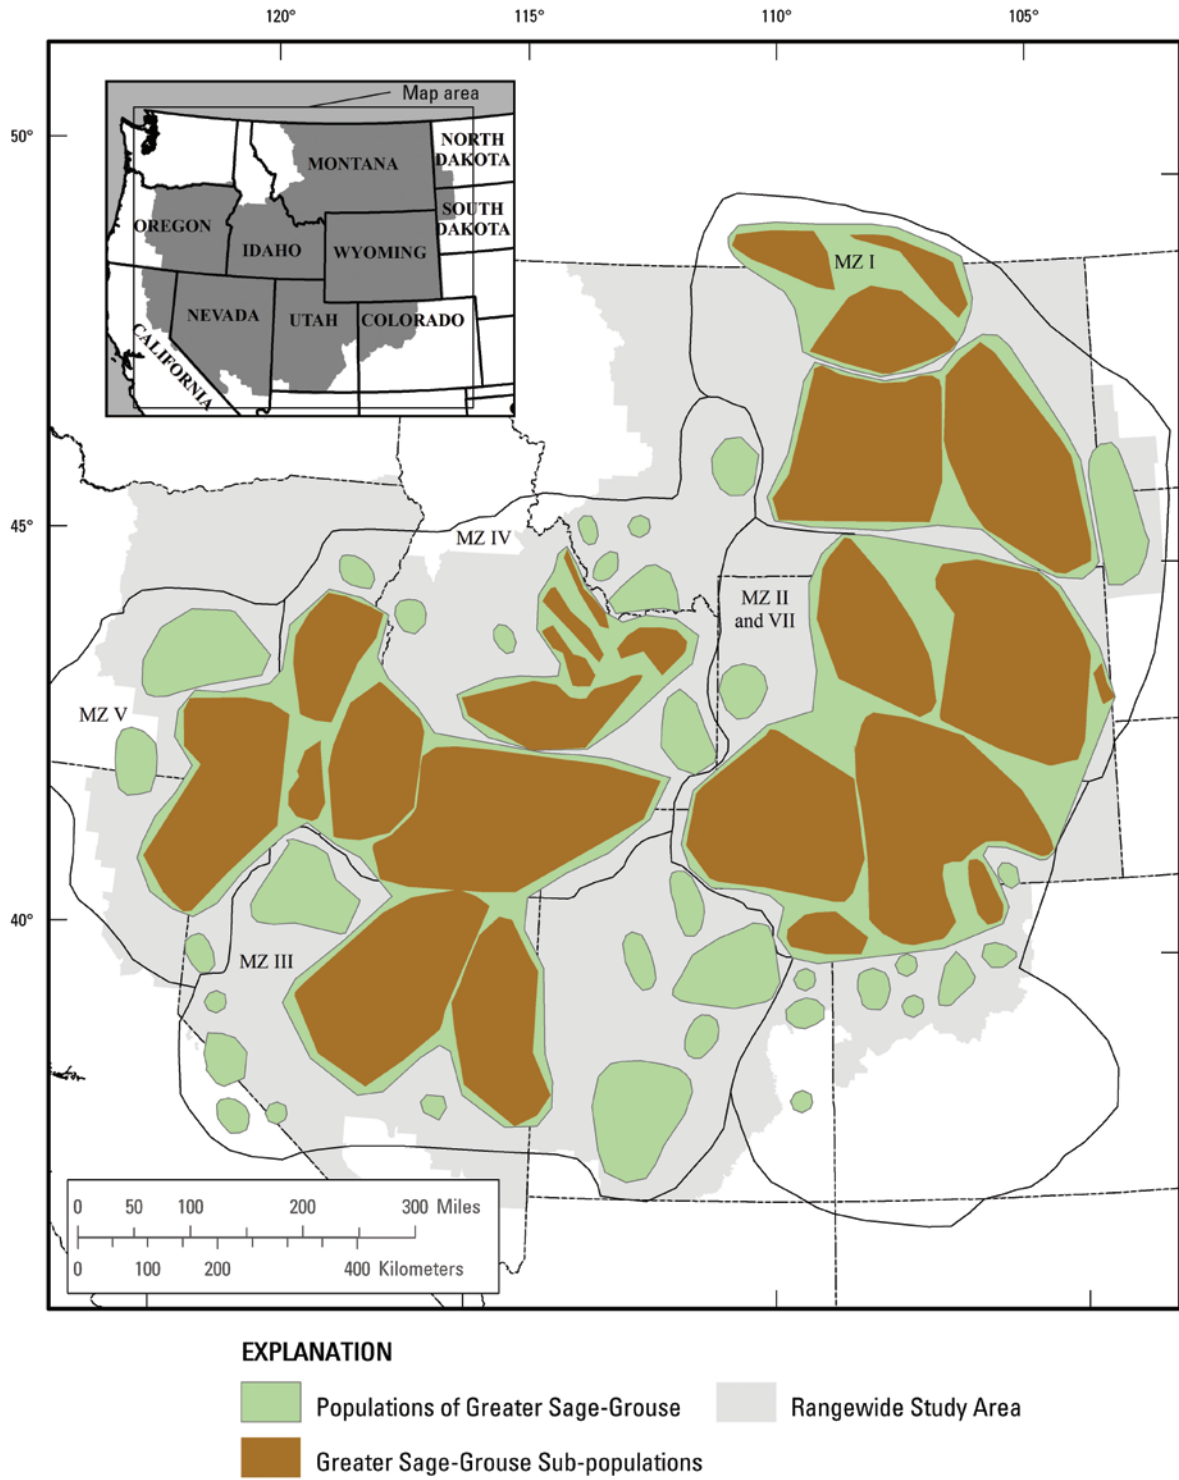 120°
115°
110°
105°
50°
45°
40°
Map area
NORTH
DAKOTA
MONTANA
SOUTH
DAKOTA
OREGON
IDAHO
WYOMING
NEVADA
UTAH
COLORADO
CALIFORNIA
MZ I
MZ IV
MZ II
and VII
MZ V
MZ III
0 50 100 200 300 Miles
0 100 200 400 Kilometers
EXPLANATION
Populations of Greater Sage-Grouse
Rangewide Study Area
Greater Sage-Grouse Sub-populations